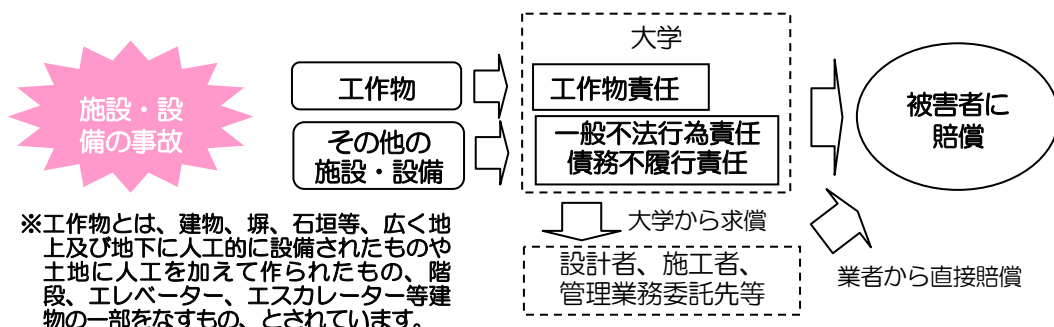 施設・設
備の事故
工作物
その他の
施設・設備
大学
工作物責任
一般不法行為責任
債務不履行責任
被害者に
賠償
大学から求償
設計者、施工者、
管理業務委託先等
業者から直接賠償
※工作物とは、建物、塀、石垣等、広く地
上及び地下に人工的に設備されたものや
土地に人工を加えて作られたもの、階
段、エレベーター、エスカレーター等建
物の一部をなすもの、とされています。